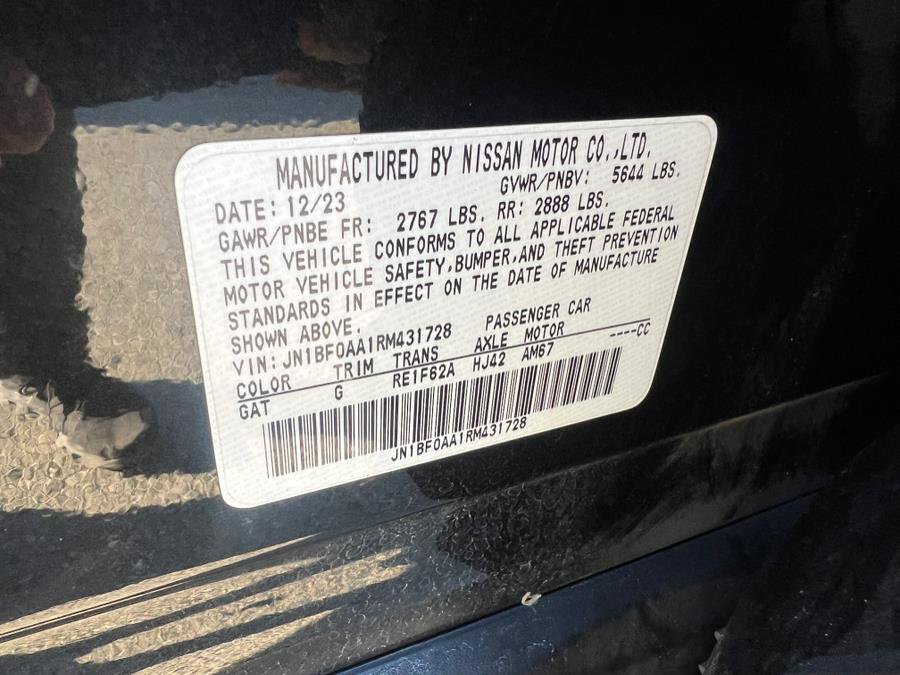 MANUFACTURED BY NISSAN MOTOR CO.,LTD.
DATE: 12/23 GVWR/PNBV: 5644 LBS.
GAWR/PNBE FR: 2767 LBS. RR: 2888 LBS.
THIS VEHICLE CONFORMS TO ALL APPLICABLE FEDERAL
MOTOR VEHICLE SAFETY,BUMPER,AND THEFT PREVENTION
STANDARDS IN EFFECT ON THE DATE OF MANUFACTURE
SHOWN ABOVE.
VIN: JN1BF0AA1RM431728 PASSENGER CAR
COLOR TRIM TRANS AXLE MOTOR ----CC
GAT G RE1F62A HJ42 AM67
JN1BF0AA1RM431728